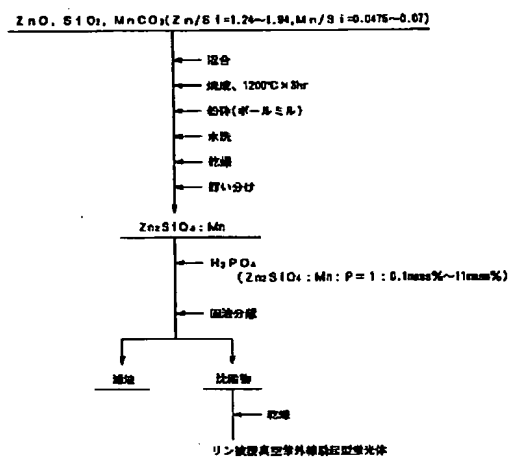 ZnO, SiO₂, MnCO₃(Zn/Si=1.24~1.94,Mn/Si=0.0475~0.07)
混合
焼成、1200℃×3hr
粉砕(ボールミル)
水洗
乾燥
篩い分け
Zn₂SiO₄:Mn
H₃PO₄
(Zn₂SiO₄:Mn:P=1:0.1mass%~11mass%)
固液分離
濾液
沈殿物
乾燥
リン被覆真空紫外線励起型蛍光体